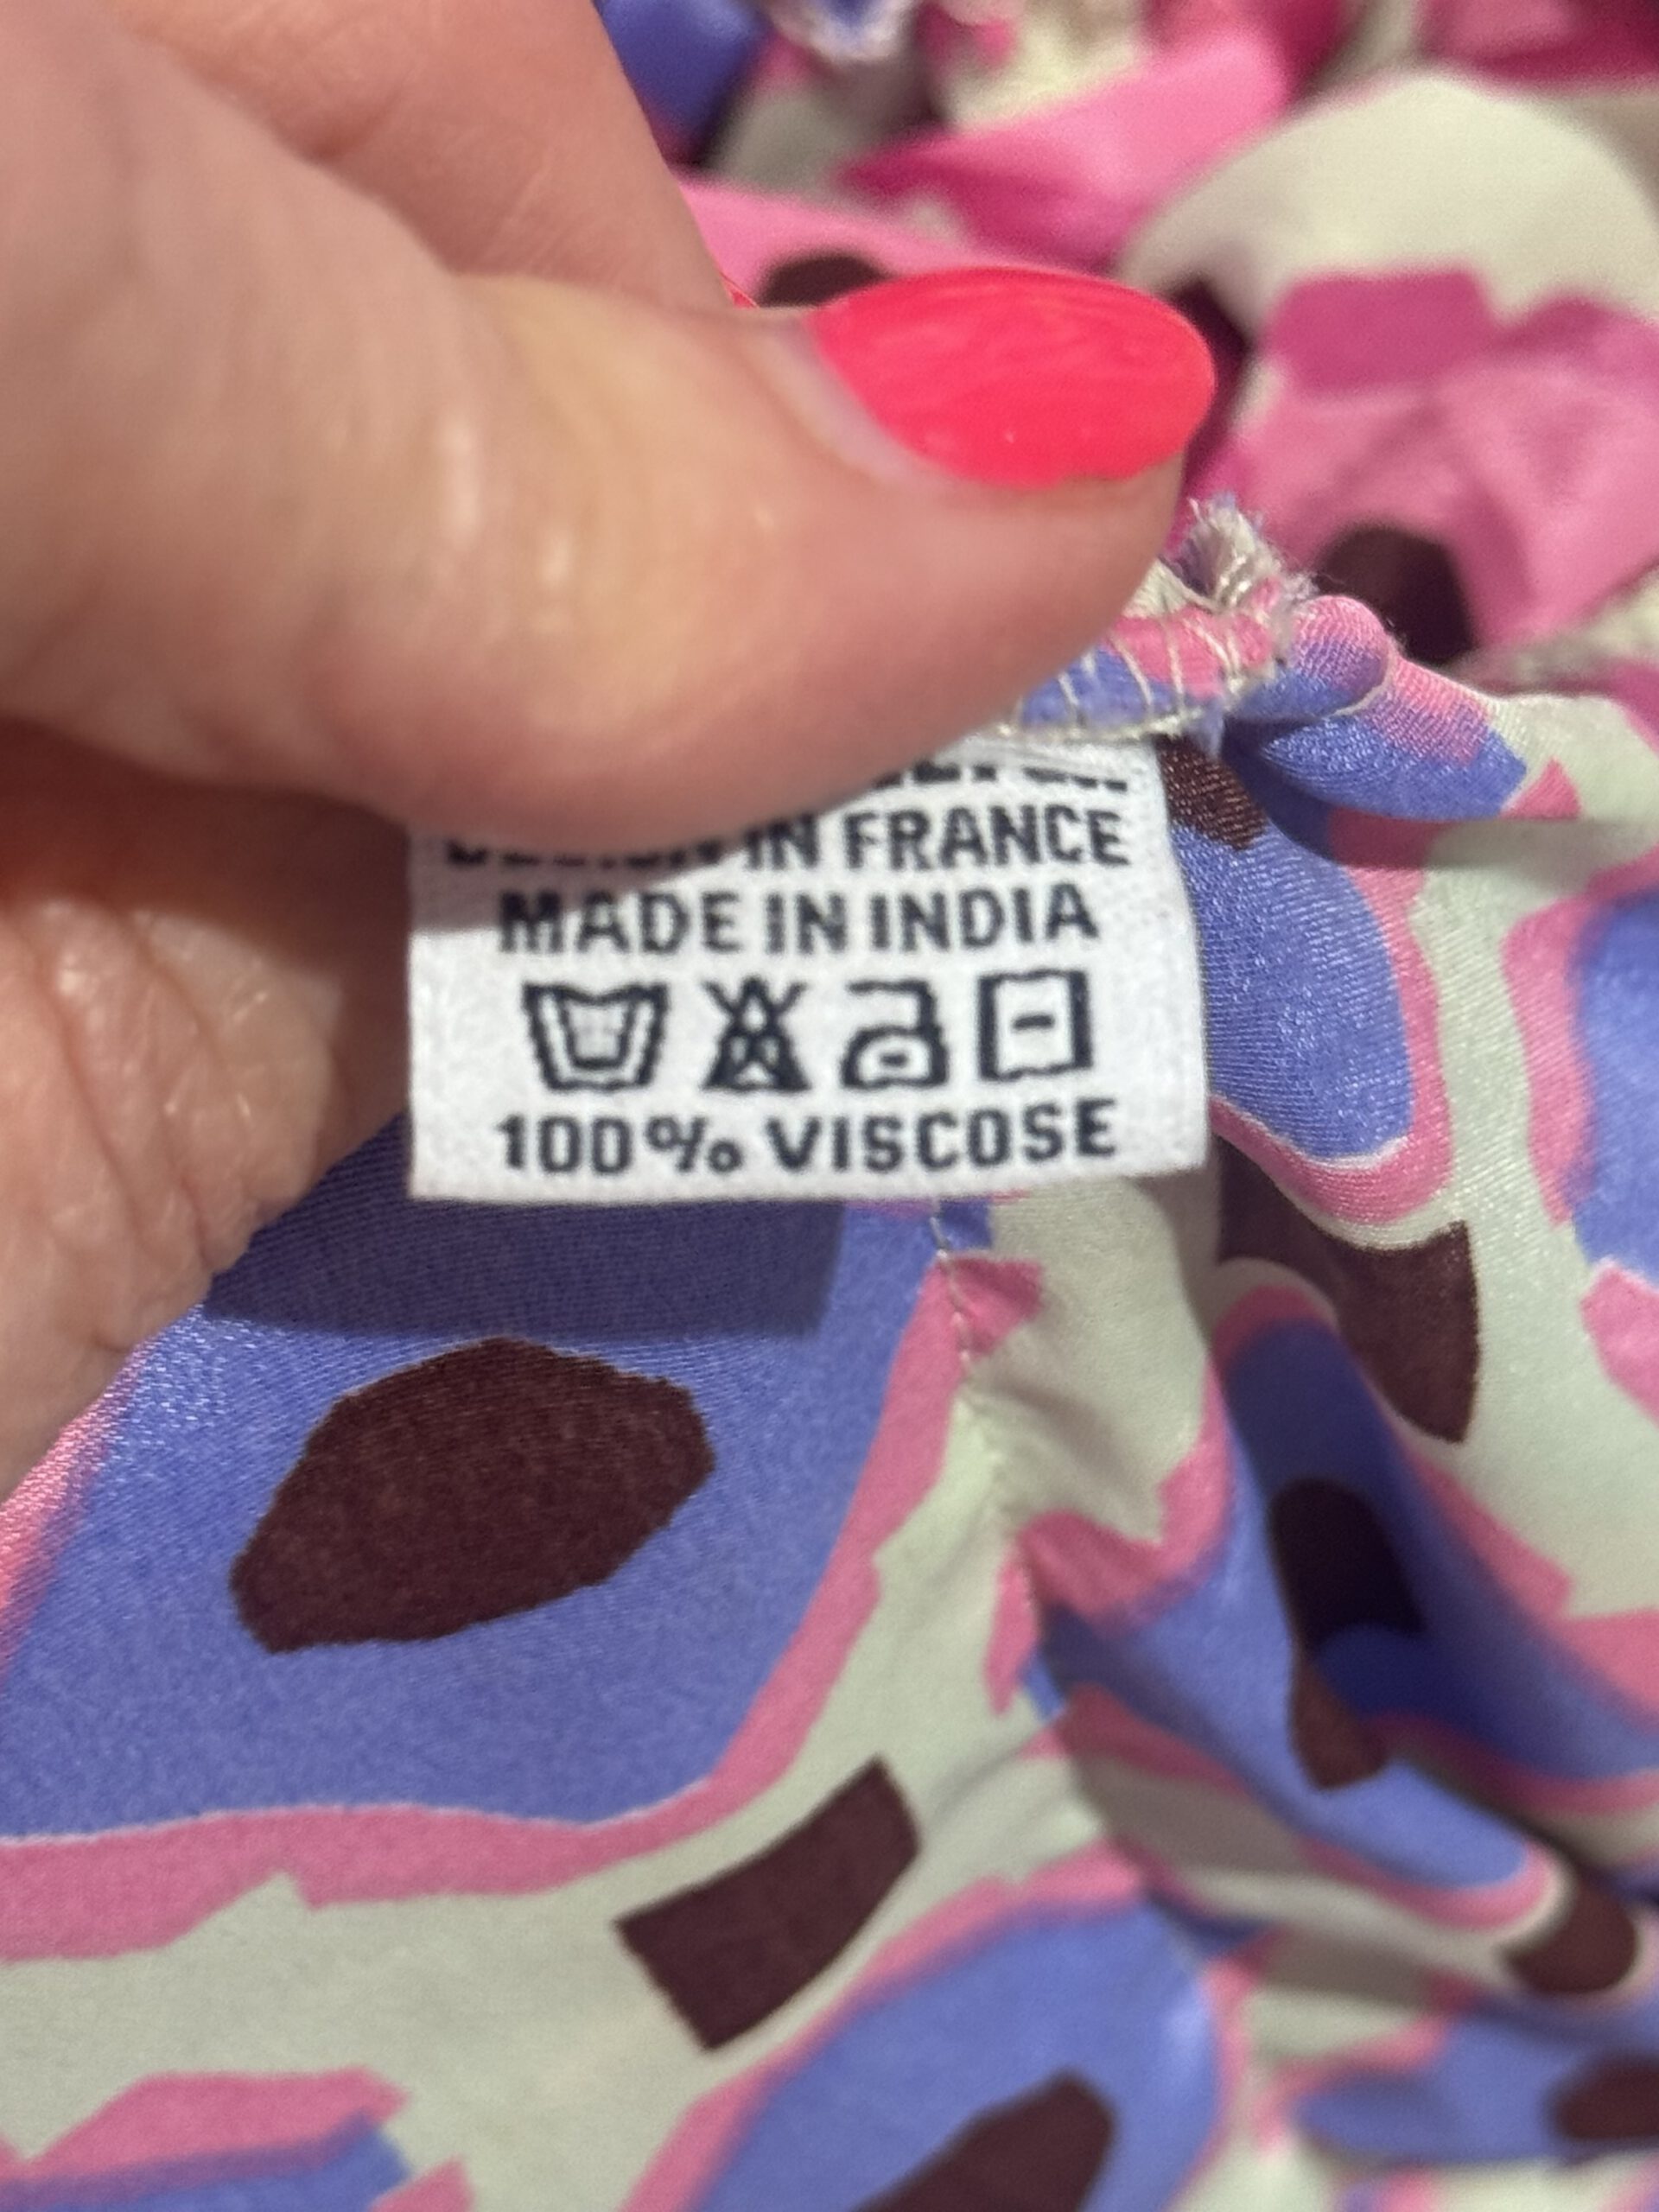 IN FRANCE
MADE IN INDIA
100% VISCOSE